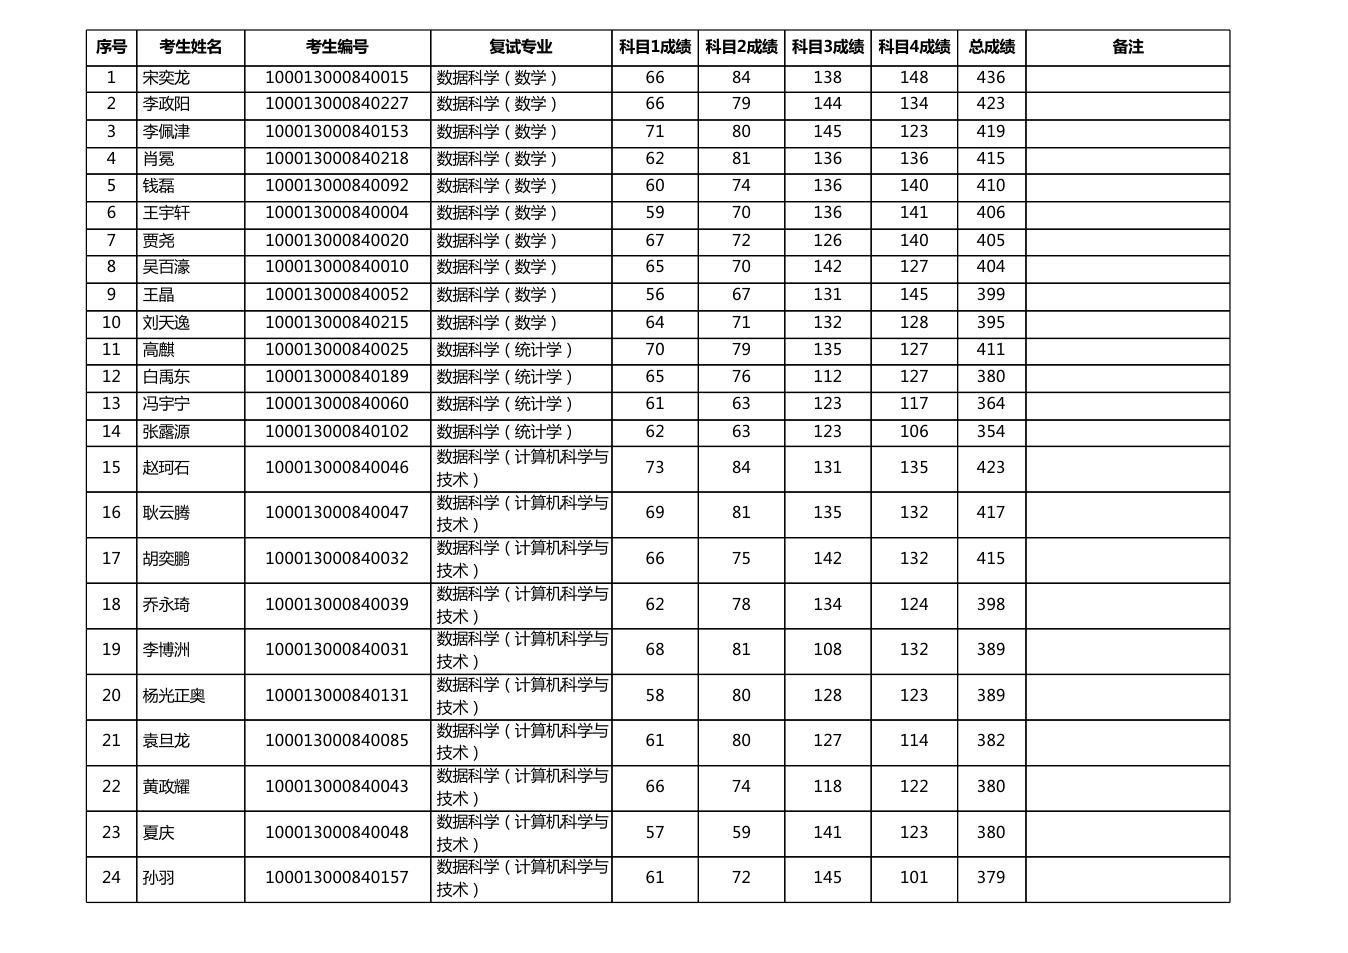 序号 考生姓名 考生编号 复试专业 科目1成绩 科目2成绩 科目3成绩 科目4成绩 总成绩 备注
1 宋奕龙 100013000840015 数据科学（数学） 66 84 138 148 436
2 李政阳 100013000840227 数据科学（数学） 66 79 144 134 423
3 李佩津 100013000840153 数据科学（数学） 71 80 145 123 419
4 肖冕 100013000840218 数据科学（数学） 62 81 136 136 415
5 钱磊 100013000840092 数据科学（数学） 60 74 136 140 410
6 王宇轩 100013000840004 数据科学（数学） 59 70 136 141 406
7 贾尧 100013000840020 数据科学（数学） 67 72 126 140 405
8 吴百濠 100013000840010 数据科学（数学） 65 70 142 127 404
9 王晶 100013000840052 数据科学（数学） 56 67 131 145 399
10 刘天逸 100013000840215 数据科学（数学） 64 71 132 128 395
11 高麒 100013000840025 数据科学（统计学） 70 79 135 127 411
12 白禹东 100013000840189 数据科学（统计学） 65 76 112 127 380
13 冯宇宁 100013000840060 数据科学（统计学） 61 63 123 117 364
14 张露源 100013000840102 数据科学（统计学） 62 63 123 106 354
15 赵珂石 100013000840046 数据科学（计算机科学与 73 84 131 135 423
技术）
16 耿云腾 100013000840047 数据科学（计算机科学与 69 81 135 132 417
技术）
17 胡奕鹏 100013000840032 数据科学（计算机科学与 66 75 142 132 415
技术）
18 乔永琦 100013000840039 数据科学（计算机科学与 62 78 134 124 398
技术）
19 李博洲 100013000840031 数据科学（计算机科学与 68 81 108 132 389
技术）
20 杨光正奥 100013000840131 数据科学（计算机科学与 58 80 128 123 389
技术）
21 袁旦龙 100013000840085 数据科学（计算机科学与 61 80 127 114 382
技术）
22 黄政耀 100013000840043 数据科学（计算机科学与 66 74 118 122 380
技术）
23 夏庆 100013000840048 数据科学（计算机科学与 57 59 141 123 380
技术）
24 孙羽 100013000840157 数据科学（计算机科学与 61 72 145 101 379
技术）